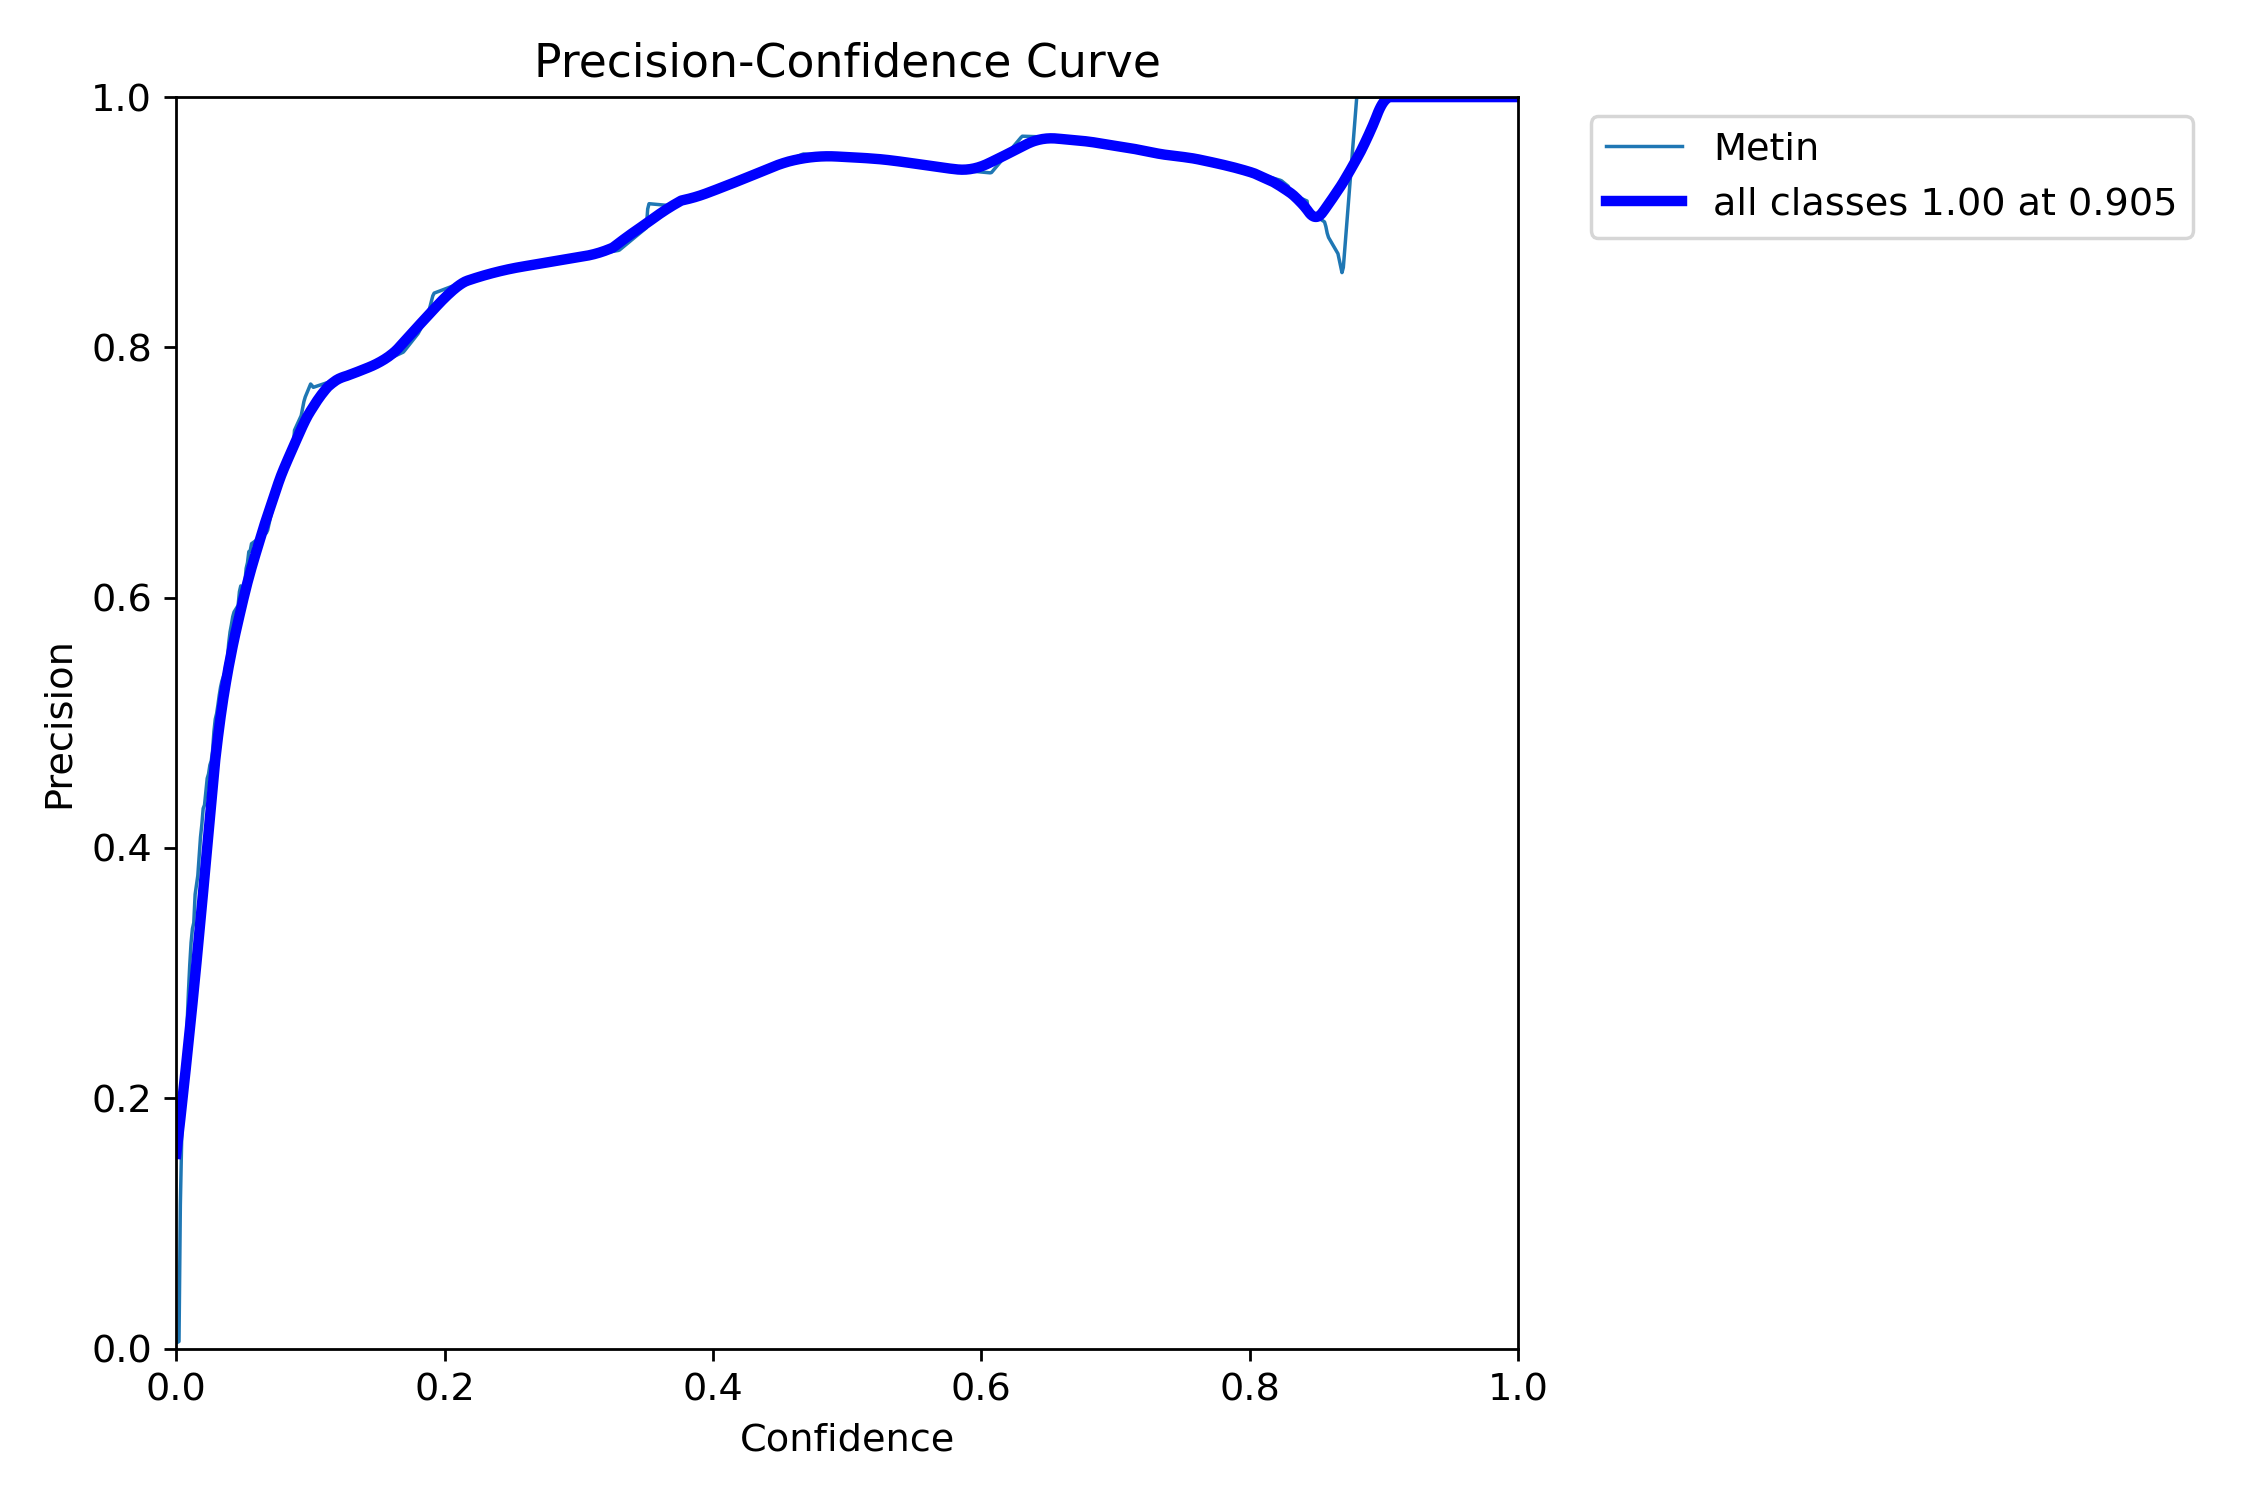 Precision-Confidence Curve
1.0
0.8
0.6
0.4
0.2
0.0
Precision
0.0 0.2 0.4 0.6 0.8 1.0
Confidence
Metin
all classes 1.00 at 0.905